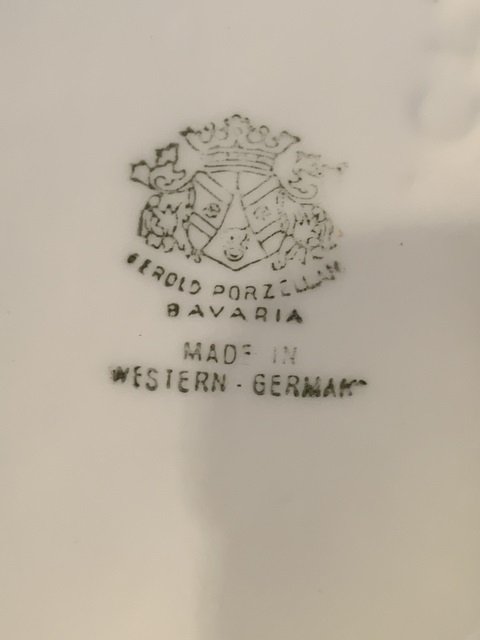 GEROLD PORZELLAN
BAVARIA
MADE IN
WESTERN - GERMANY